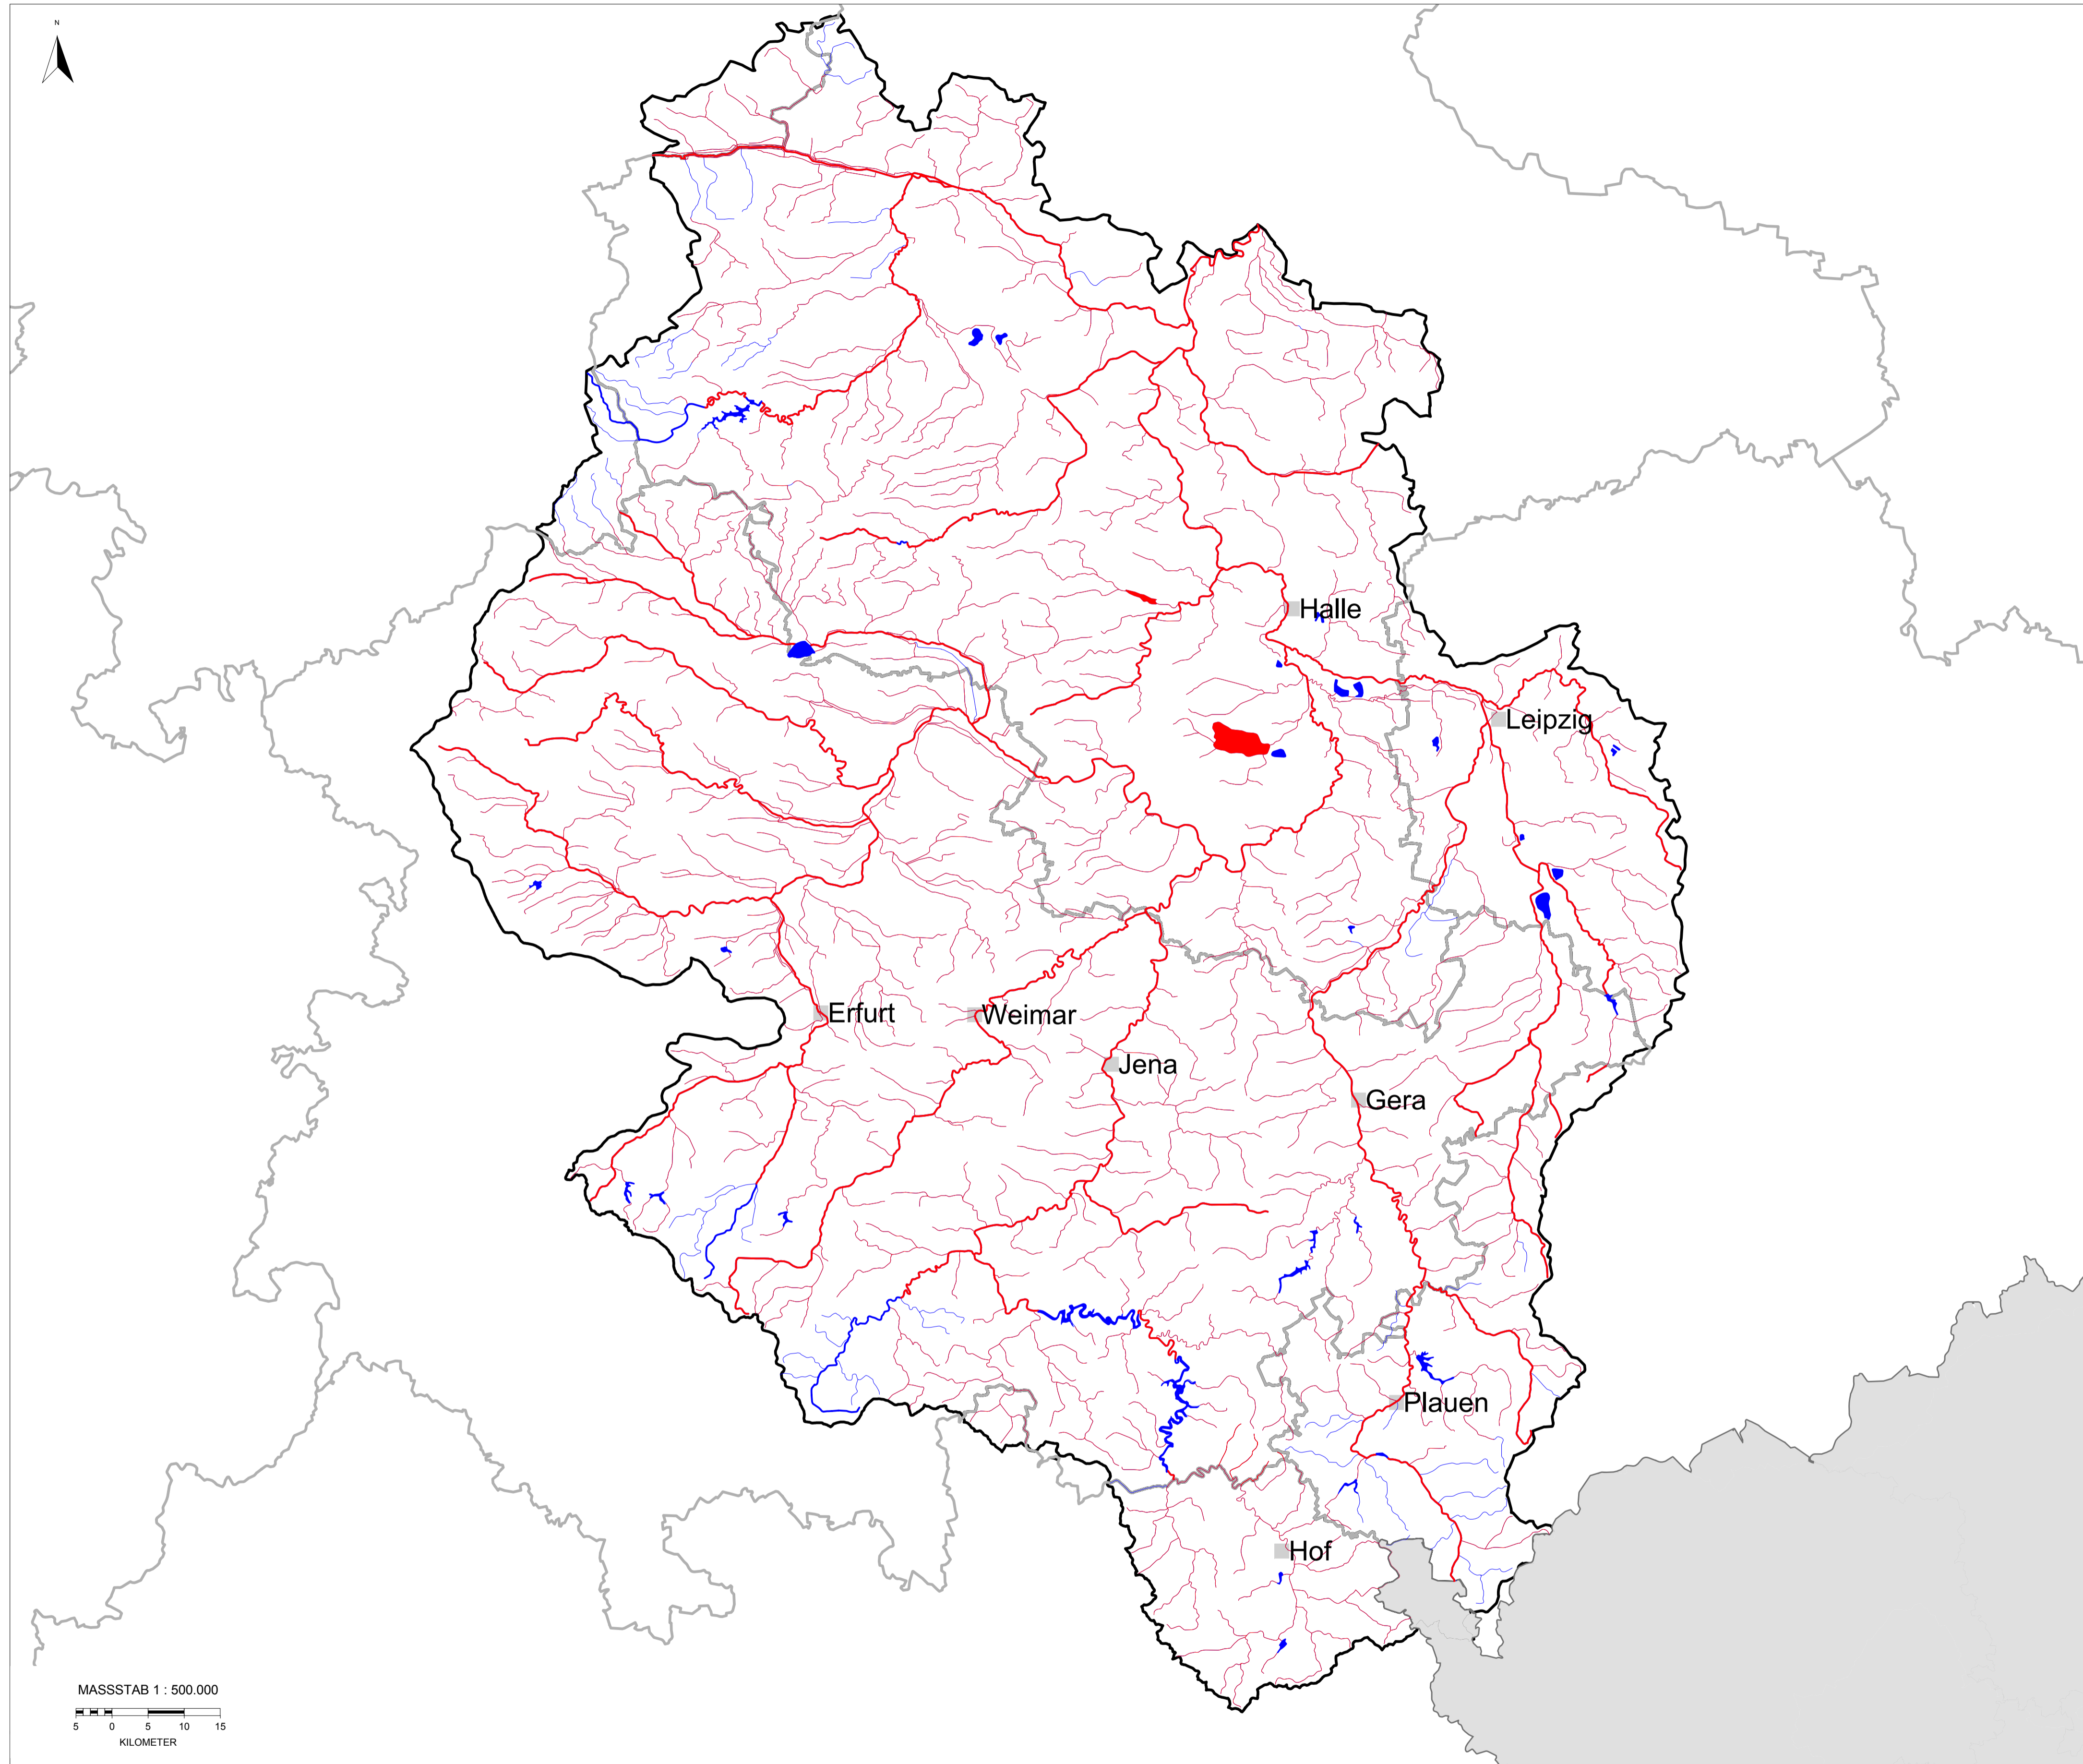 N
Halle
Leipzig
Erfurt
Weimar
Jena
Gera
Plauen
Hof
MASSSTAB 1 : 500.000
5 0 5 10 15
KILOMETER